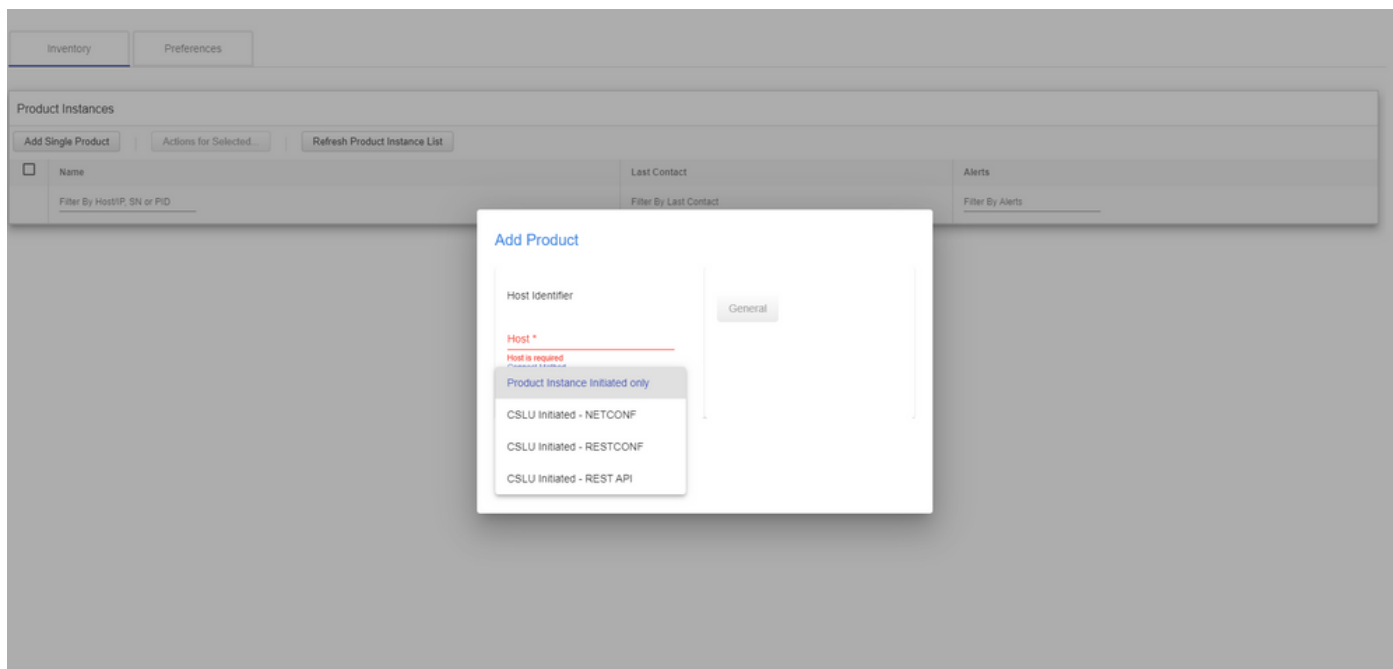 Inventory Preferences
Product Instances
Add Single Product Actions for Selected... Refresh Product Instance List
Name Last Contact Alerts
Filter By Host/IP, SN or PID Filter By Last Contact Filter By Alerts
Add Product
Host Identifier
General
Host *
Host is required
Connect Method
Product Instance Initiated only
CSLU Initiated - NETCONF
CSLU Initiated - RESTCONF
CSLU Initiated - REST API